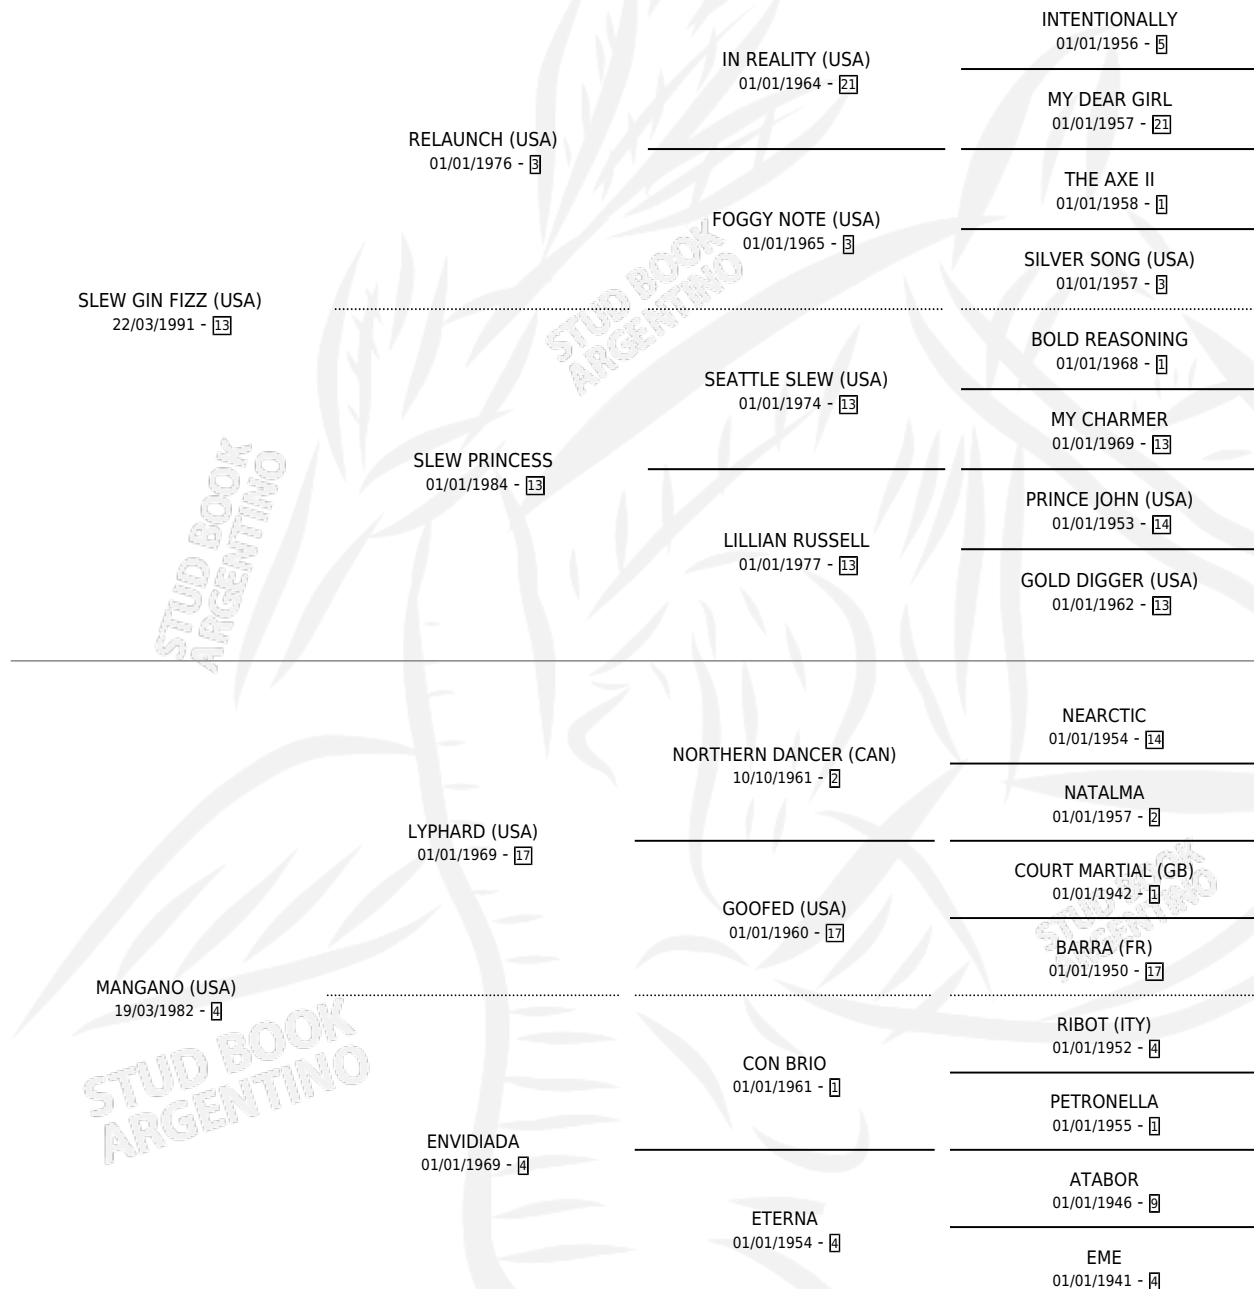 INTENTIONALLY
01/01/1956 - 5
IN REALITY (USA)
01/01/1964 - 21
MY DEAR GIRL
01/01/1957 - 21
RELAUNCH (USA)
01/01/1976 - 3
THE AXE II
01/01/1958 - 1
FOGGY NOTE (USA)
01/01/1965 - 3
SILVER SONG (USA)
01/01/1957 - 3
SLEW GIN FIZZ (USA)
22/03/1991 - 13
STUD BOOK
ARGENTINO
BOLD REASONING
01/01/1968 - 1
SEATTLE SLEW (USA)
01/01/1974 - 13
MY CHARMER
01/01/1969 - 13
SLEW PRINCESS
01/01/1984 - 13
PRINCE JOHN (USA)
01/01/1953 - 14
LILLIAN RUSSELL
01/01/1977 - 13
GOLD DIGGER (USA)
01/01/1962 - 13
STUD BOOK
ARGENTINO
NEARCTIC
01/01/1954 - 14
NORTHERN DANCER (CAN)
10/10/1961 - 2
NATALMA
01/01/1957 - 2
LYPHARD (USA)
01/01/1969 - 17
COURT MARTIAL (GB)
01/01/1942 - 1
GOOFED (USA)
01/01/1960 - 17
STUD BOOK
ARGENTINO
BARRA (FR)
01/01/1950 - 17
MANGANO (USA)
19/03/1982 - 4
RIBOT (ITY)
01/01/1952 - 4
CON BRIO
01/01/1961 - 1
PETRONELLA
01/01/1955 - 1
STUD BOOK
ARGENTINO
ENVIDIADA
01/01/1969 - 4
ATABOR
01/01/1946 - 9
ETERNA
01/01/1954 - 4
EME
01/01/1941 - 4